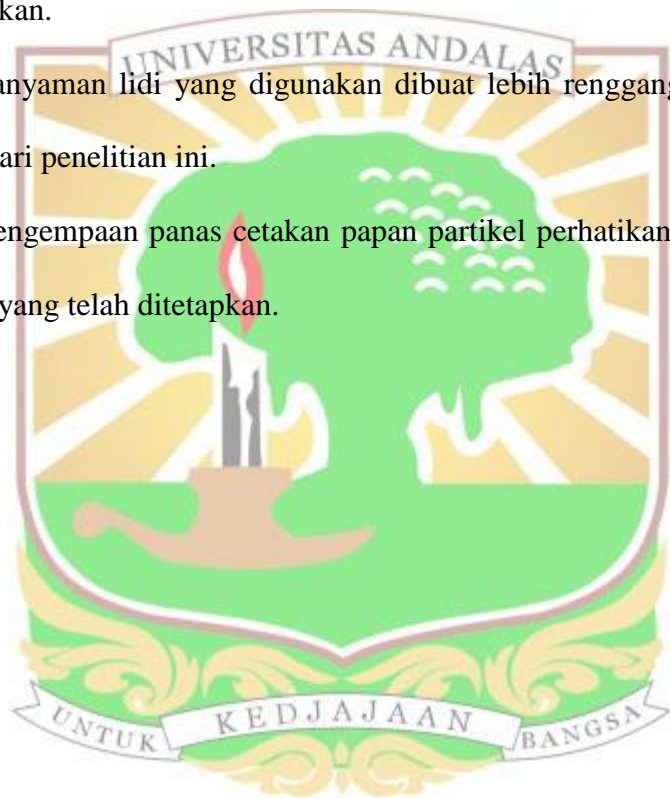 kan.
UNIVERSITAS ANDALAS
anyaman lidi yang digunakan dibuat lebih renggang
ari penelitian ini.
engempaan panas cetakan papan partikel perhatikan
yang telah ditetapkan.
UNTUK KEDJAJAAN BANGSA